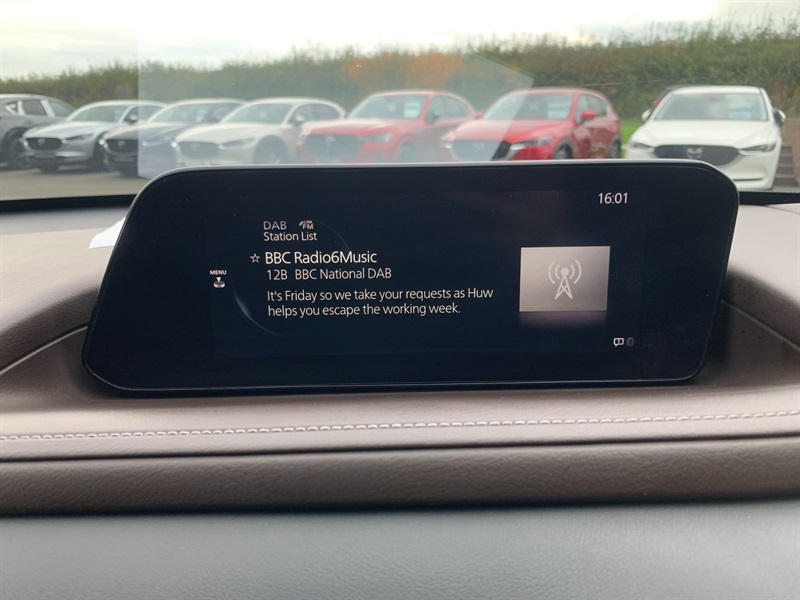 16:01
DAB FM
Station List
☆ BBC Radio6Music
MENU
12B BBC National DAB
It's Friday so we take your requests as Huw
helps you escape the working week.